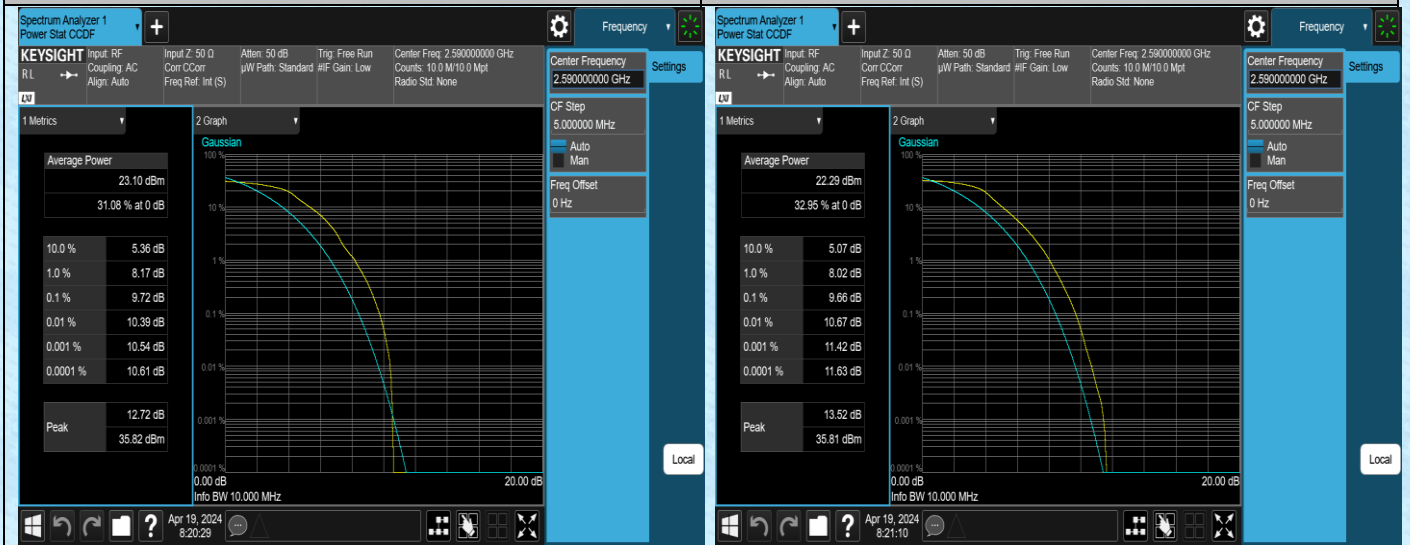 Spectrum Analyzer 1
Power Stat CCDF
+
Frequency
KEYSIGHT
RL
LXI
Input: RF
Coupling: AC
Align: Auto
Input Z: 50 Ω
Corr CCorr
Freq Ref: Int (S)
Atten: 50 dB
µW Path: Standard
Trig: Free Run
#IF Gain: Low
Center Freq: 2.590000000 GHz
Counts: 10.0 M/10.0 Mpt
Radio Std: None
Center Frequency
2.590000000 GHz
Settings
CF Step
5.000000 MHz
Auto
Man
Freq Offset
0 Hz
1 Metrics
Average Power
23.10 dBm
31.08 % at 0 dB
10.0 % 5.36 dB
1.0 % 8.17 dB
0.1 % 9.72 dB
0.01 % 10.39 dB
0.001 % 10.54 dB
0.0001 % 10.61 dB
Peak
12.72 dB
35.82 dBm
2 Graph
Gaussian
100 %
10 %
1 %
0.1 %
0.01 %
0.001 %
0.0001 %
0.00 dB 20.00 dB
Info BW 10.000 MHz
Local
?
Apr 19, 2024
8:20:29
Spectrum Analyzer 1
Power Stat CCDF
+
Frequency
KEYSIGHT
RL
LXI
Input: RF
Coupling: AC
Align: Auto
Input Z: 50 Ω
Corr CCorr
Freq Ref: Int (S)
Atten: 50 dB
µW Path: Standard
Trig: Free Run
#IF Gain: Low
Center Freq: 2.590000000 GHz
Counts: 10.0 M/10.0 Mpt
Radio Std: None
Center Frequency
2.590000000 GHz
Settings
CF Step
5.000000 MHz
Auto
Man
Freq Offset
0 Hz
1 Metrics
Average Power
22.29 dBm
32.95 % at 0 dB
10.0 % 5.07 dB
1.0 % 8.02 dB
0.1 % 9.66 dB
0.01 % 10.67 dB
0.001 % 11.42 dB
0.0001 % 11.63 dB
Peak
13.52 dB
35.81 dBm
2 Graph
Gaussian
100 %
10 %
1 %
0.1 %
0.01 %
0.001 %
0.0001 %
0.00 dB 20.00 dB
Info BW 10.000 MHz
Local
?
Apr 19, 2024
8:21:10